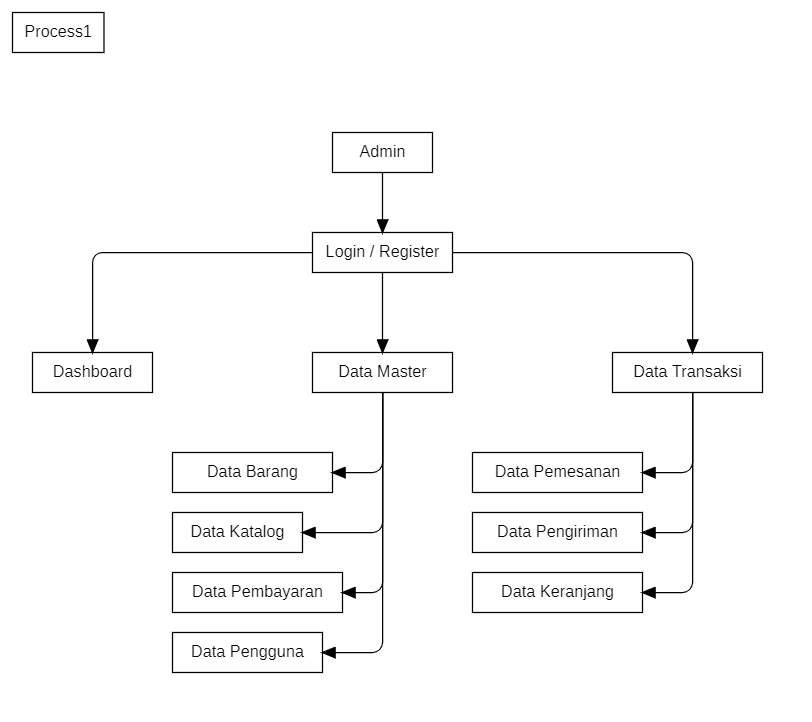 Process1
Admin
Login / Register
Dashboard
Data Master
Data Transaksi
Data Barang
Data Katalog
Data Pembayaran
Data Pengguna
Data Pemesanan
Data Pengiriman
Data Keranjang